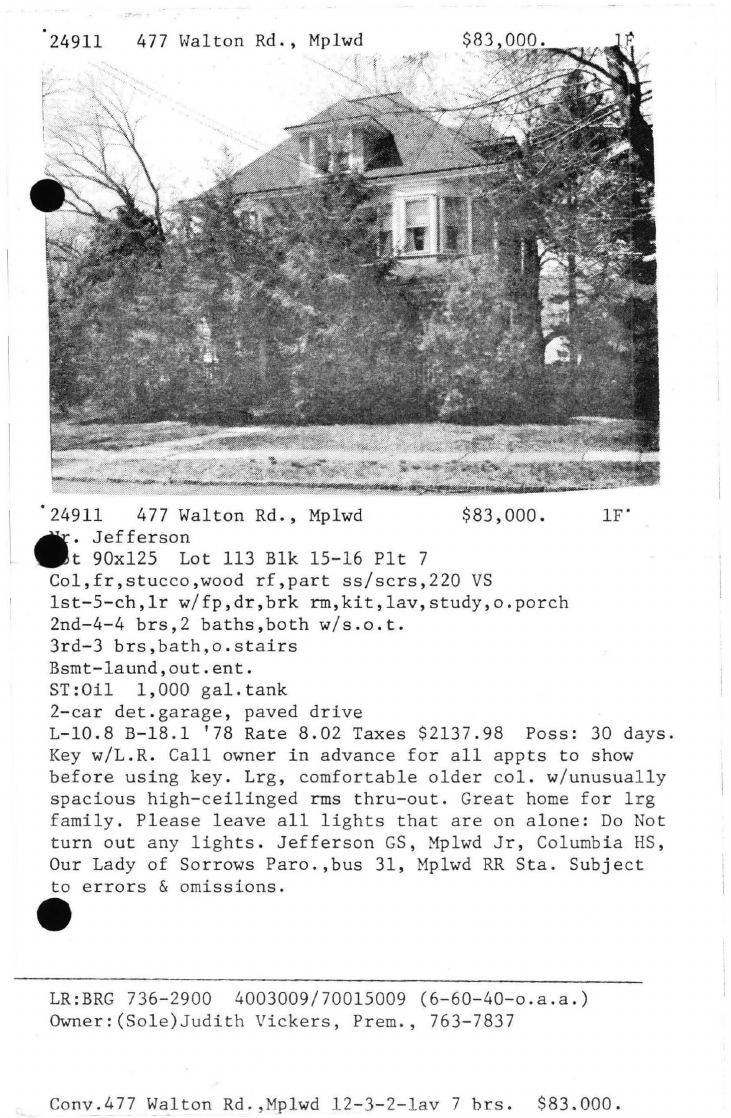 24911 477 Walton Rd., Mplwd $83,000. 1F
24911 477 Walton Rd., Mplwd $83,000. 1F
Nr. Jefferson
Lot 90x125 Lot 113 Blk 15-16 Plt 7
Col,fr,stucco,wood rf,part ss/scrs,220 VS
1st-5-ch,lr w/fp,dr,brk rm,kit,lav,study,o.porch
2nd-4-4 brs,2 baths,both w/s.o.t.
3rd-3 brs,bath,o.stairs
Bsmt-laund,out.ent.
ST:Oil 1,000 gal.tank
2-car det.garage, paved drive
L-10.8 B-18.1 '78 Rate 8.02 Taxes $2137.98 Poss: 30 days.
Key w/L.R. Call owner in advance for all appts to show
before using key. Lrg, comfortable older col. w/unusually
spacious high-ceilinged rms thru-out. Great home for lrg
family. Please leave all lights that are on alone: Do Not
turn out any lights. Jefferson GS, Mplwd Jr, Columbia HS,
Our Lady of Sorrows Paro.,bus 31, Mplwd RR Sta. Subject
to errors & omissions.
LR:BRG 736-2900 4003009/70015009 (6-60-40-o.a.a.)
Owner:(Sole)Judith Vickers, Prem., 763-7837
Conv.477 Walton Rd.,Mplwd 12-3-2-lav 7 brs. $83,000.